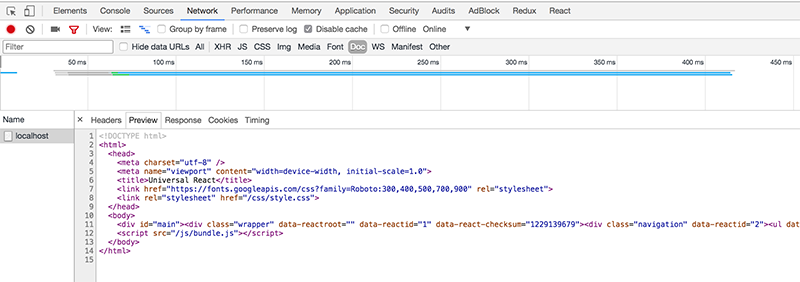 Elements Console Sources Network Performance Memory Application Security Audits AdBlock Redux React
View: Group by frame Preserve log Disable cache Offline Online
Filter Hide data URLs All XHR JS CSS Img Media Font Doc WS Manifest Other
50 ms 100 ms 150 ms 200 ms 250 ms 300 ms 350 ms 400 ms 450 ms
Name × Headers Preview Response Cookies Timing
localhost
1 <!DOCTYPE html>
2 <html>
3 <head>
4 <meta charset="utf-8" />
5 <meta name="viewport" content="width=device-width, initial-scale=1.0">
6 <title>Universal React</title>
7 <link href="https://fonts.googleapis.com/css?family=Roboto:300,400,500,700,900" rel="stylesheet">
8 <link rel="stylesheet" href="/css/style.css">
9 </head>
10 <body>
11 <div id="main"><div class="wrapper" data-reactroot="" data-reactid="1" data-react-checksum="1229139679"><div class="navigation" data-reactid="2"><ul dat
12 <script src="/js/bundle.js"></script>
13 </body>
14 </html>
15